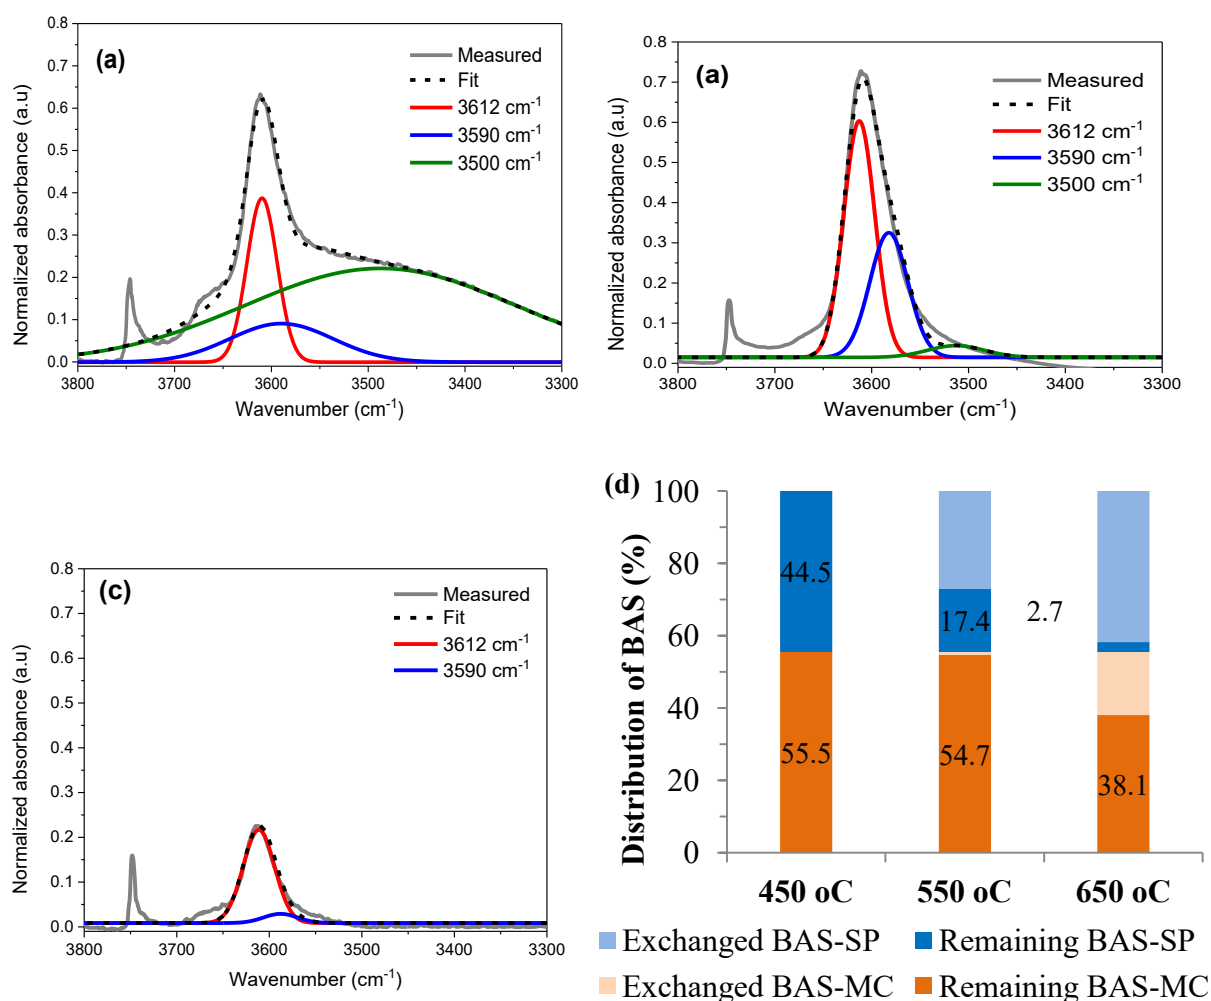 (a)
Measured
Fit
3612 cm⁻¹
3590 cm⁻¹
3500 cm⁻¹
Normalized absorbance (a.u)
0.8
0.7
0.6
0.5
0.4
0.3
0.2
0.1
0.0
3800 3700 3600 3500 3400 3300
Wavenumber (cm⁻¹)
(a)
Measured
Fit
3612 cm⁻¹
3590 cm⁻¹
3500 cm⁻¹
Normalized absorbance (a.u)
0.8
0.7
0.6
0.5
0.4
0.3
0.2
0.1
0.0
3800 3700 3600 3500 3400 3300
Wavenumber (cm⁻¹)
(c)
Measured
Fit
3612 cm⁻¹
3590 cm⁻¹
Normalized absorbance (a.u)
0.8
0.7
0.6
0.5
0.4
0.3
0.2
0.1
0.0
3800 3700 3600 3500 3400 3300
Wavenumber (cm⁻¹)
(d)
Distribution of BAS (%)
100
80
60
40
20
0
44.5
17.4
2.7
55.5
54.7
38.1
450 oC 550 oC 650 oC
Exchanged BAS-SP Remaining BAS-SP
Exchanged BAS-MC Remaining BAS-MC